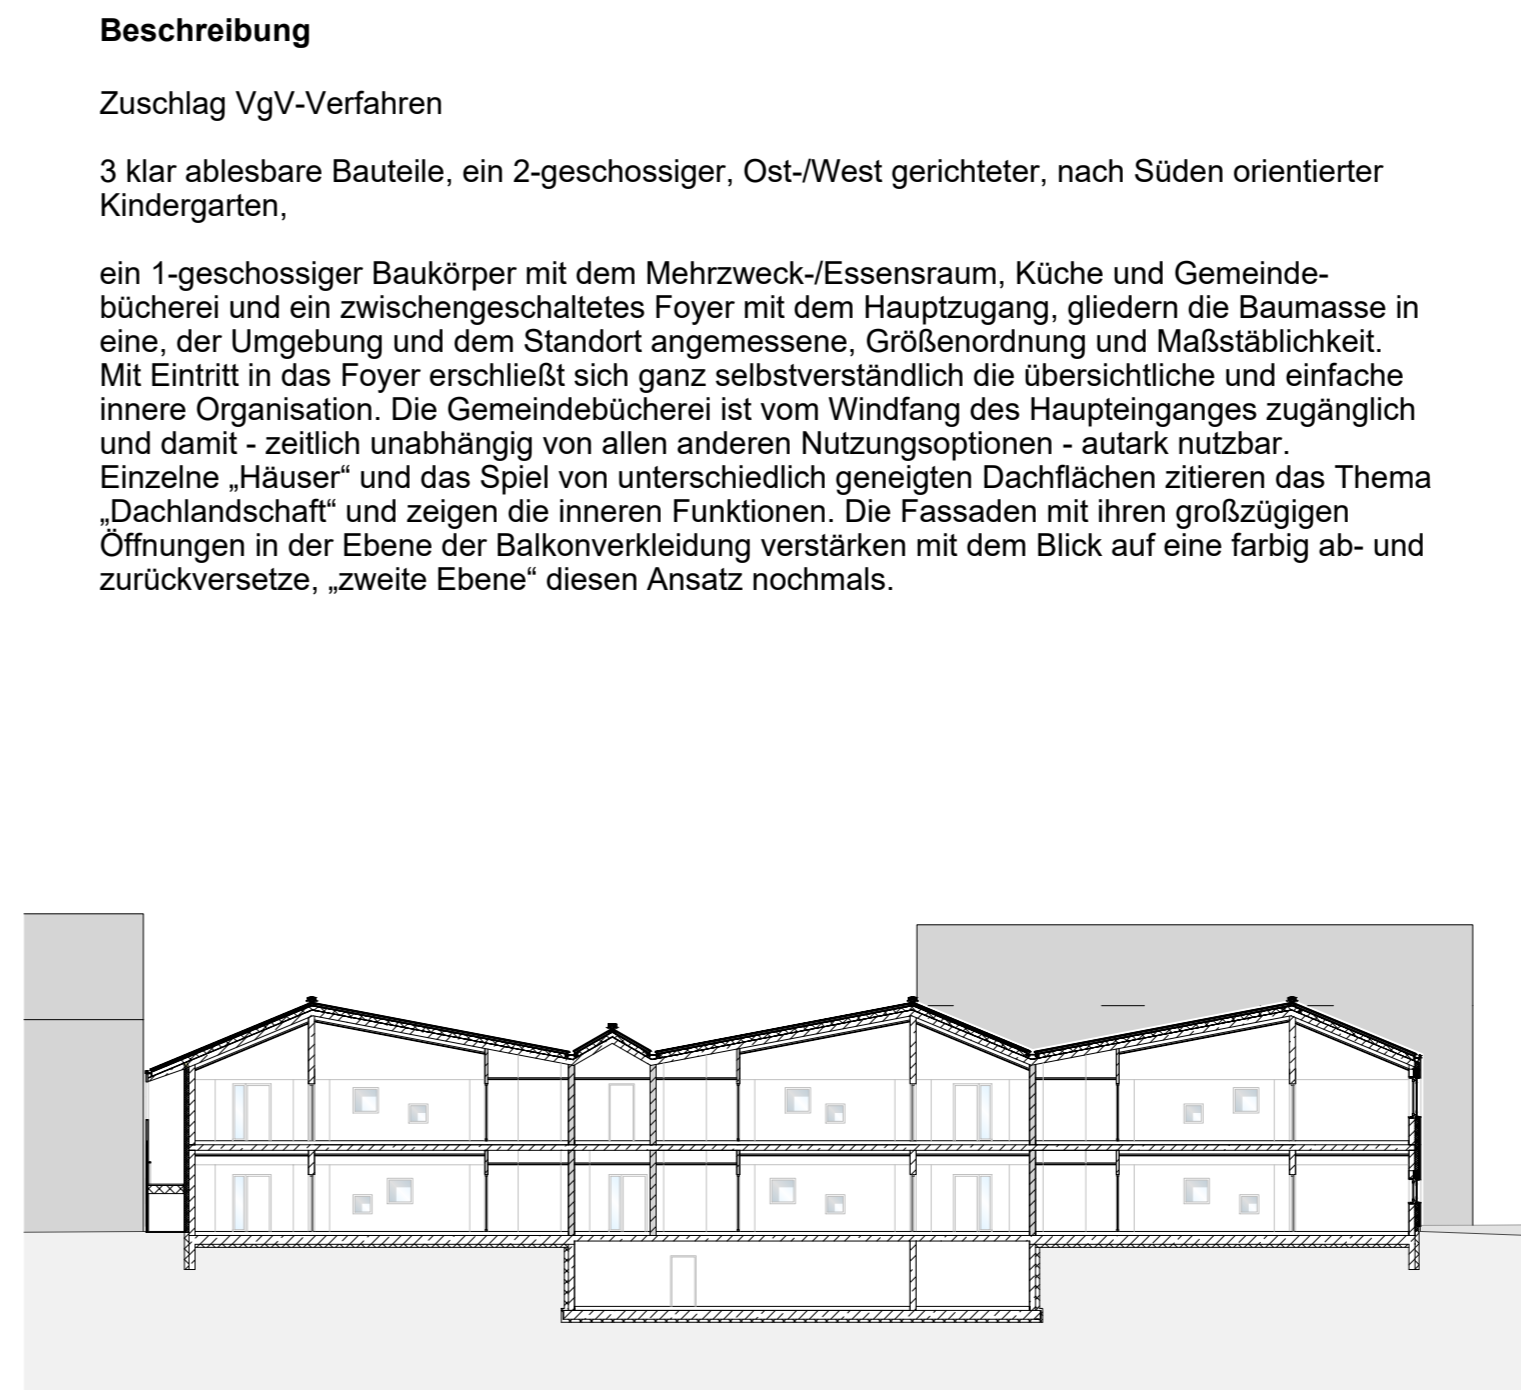 Beschreibung
Zuschlag VgV-Verfahren
3 klar ablesbare Bauteile, ein 2-geschossiger, Ost-/West gerichteter, nach Süden orientierter
Kindergarten,
ein 1-geschossiger Baukörper mit dem Mehrzweck-/Essensraum, Küche und Gemeinde-
bücherei und ein zwischengeschaltetes Foyer mit dem Hauptzugang, gliedern die Baumasse in
eine, der Umgebung und dem Standort angemessene, Größenordnung und Maßstäblichkeit.
Mit Eintritt in das Foyer erschließt sich ganz selbstverständlich die übersichtliche und einfache
innere Organisation. Die Gemeindebücherei ist vom Windfang des Haupteinganges zugänglich
und damit - zeitlich unabhängig von allen anderen Nutzungsoptionen - autark nutzbar.
Einzelne „Häuser“ und das Spiel von unterschiedlich geneigten Dachflächen zitieren das Thema
„Dachlandschaft“ und zeigen die inneren Funktionen. Die Fassaden mit ihren großzügigen
Öffnungen in der Ebene der Balkonverkleidung verstärken mit dem Blick auf eine farbig ab- und
zurückversetze, „zweite Ebene“ diesen Ansatz nochmals.